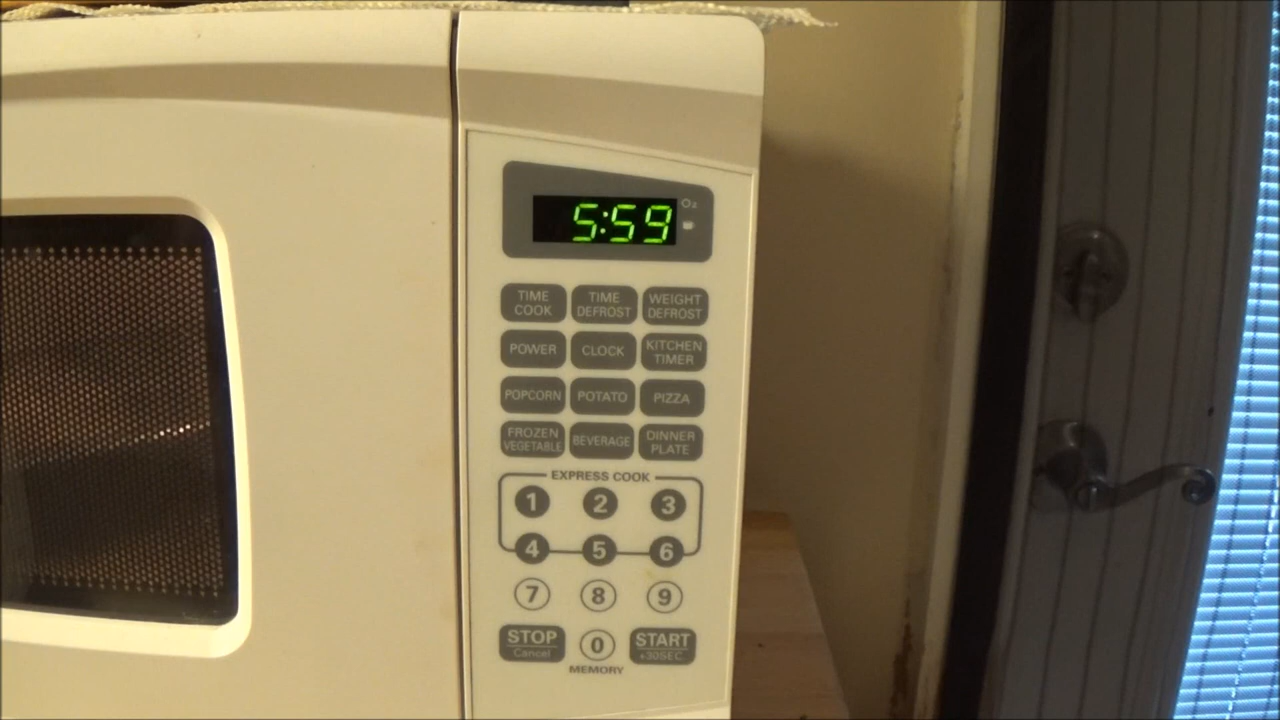 5:59
Oz
TIME COOK
TIME DEFROST
WEIGHT DEFROST
POWER
CLOCK
KITCHEN TIMER
POPCORN
POTATO
PIZZA
FROZEN VEGETABLE
BEVERAGE
DINNER PLATE
EXPRESS COOK
1 2 3
4 5 6
7 8 9
STOP
Cancel
0
START
+30SEC.
MEMORY